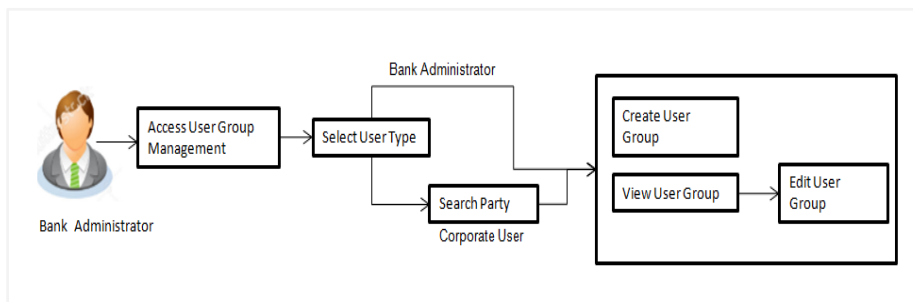 Bank Administrator
Access User Group
Management
Select User Type
Bank Administrator
Search Party
Corporate User
Create User
Group
View User Group
Edit User
Group